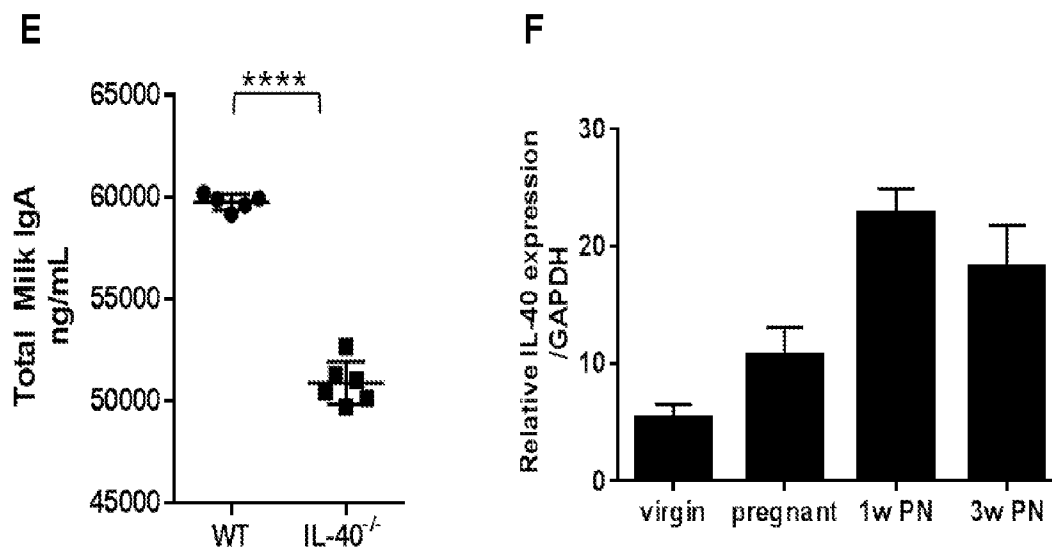 E
****
65000
60000
55000
50000
45000
Total Milk IgA
ng/mL
WT IL-40-/-
F
30
20
10
0
Relative IL-40 expression
/GAPDH
virgin pregnant 1w PN 3w PN